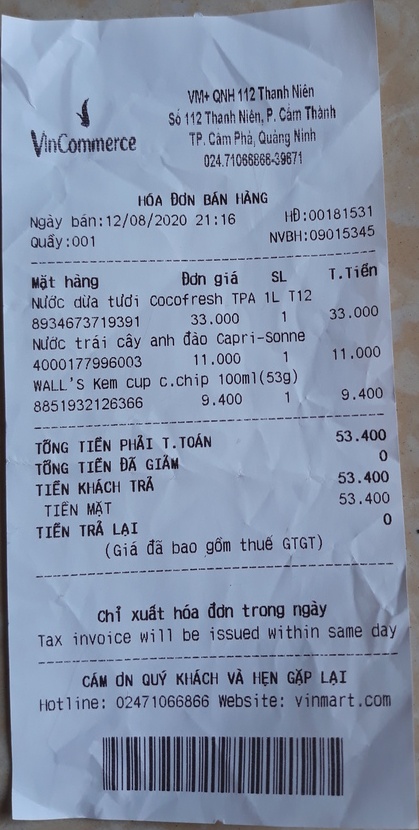 VinCommerce
VM+ QNH 112 Thanh Niên
Số 112 Thanh Niên, P. Cẩm Thành
TP. Cẩm Phả, Quảng Ninh
024.71066866-39671
HÓA ĐƠN BÁN HÀNG
Ngày bán:12/08/2020 21:16 HĐ:00181531
Quầy:001 NVBH:09015345
Mặt hàng Đơn giá SL T.Tiền
Nước dừa tươi Cocofresh TPA 1L T12
8934673719391 33.000 1 33.000
Nước trái cây anh đào Capri-Sonne
4000177996003 11.000 1 11.000
WALL'S Kem cup c.chip 100ml(53g)
8851932126366 9.400 1 9.400
TỔNG TIỀN PHẢI T.TOÁN 53.400
TỔNG TIỀN ĐÃ GIẢM 0
TIỀN KHÁCH TRẢ 53.400
TIỀN MẶT 53.400
TIỀN TRẢ LẠI 0
(Giá đã bao gồm thuế GTGT)
Chỉ xuất hóa đơn trong ngày
Tax invoice will be issued within same day
CẢM ƠN QUÝ KHÁCH VÀ HẸN GẶP LẠI
Hotline: 02471066866 Website: vinmart.com